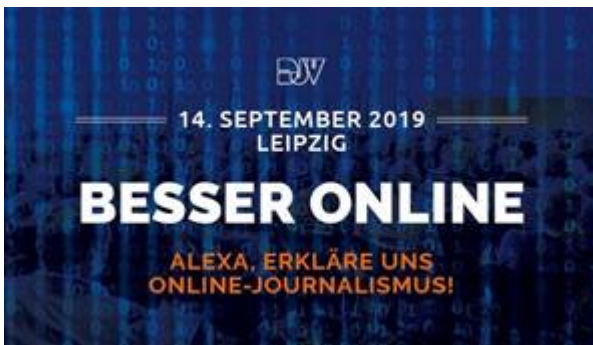 DJV
14. SEPTEMBER 2019
LEIPZIG
BESSER ONLINE
ALEXA, ERKLÄRE UNS
ONLINE-JOURNALISMUS!